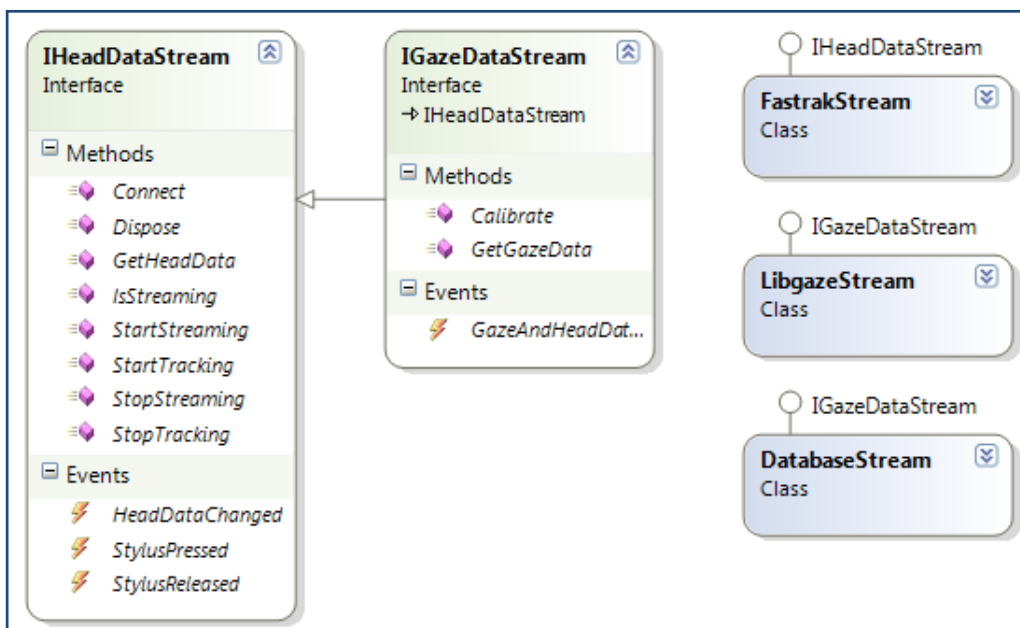 IHeadDataStream
Interface
Methods
Connect
Dispose
GetHeadData
IsStreaming
StartStreaming
StartTracking
StopStreaming
StopTracking
Events
HeadDataChanged
StylusPressed
StylusReleased
IGazeDataStream
Interface
IHeadDataStream
Methods
Calibrate
GetGazeData
Events
GazeAndHeadDat...
IHeadDataStream
FastrakStream
Class
IGazeDataStream
LibgazeStream
Class
IGazeDataStream
DatabaseStream
Class